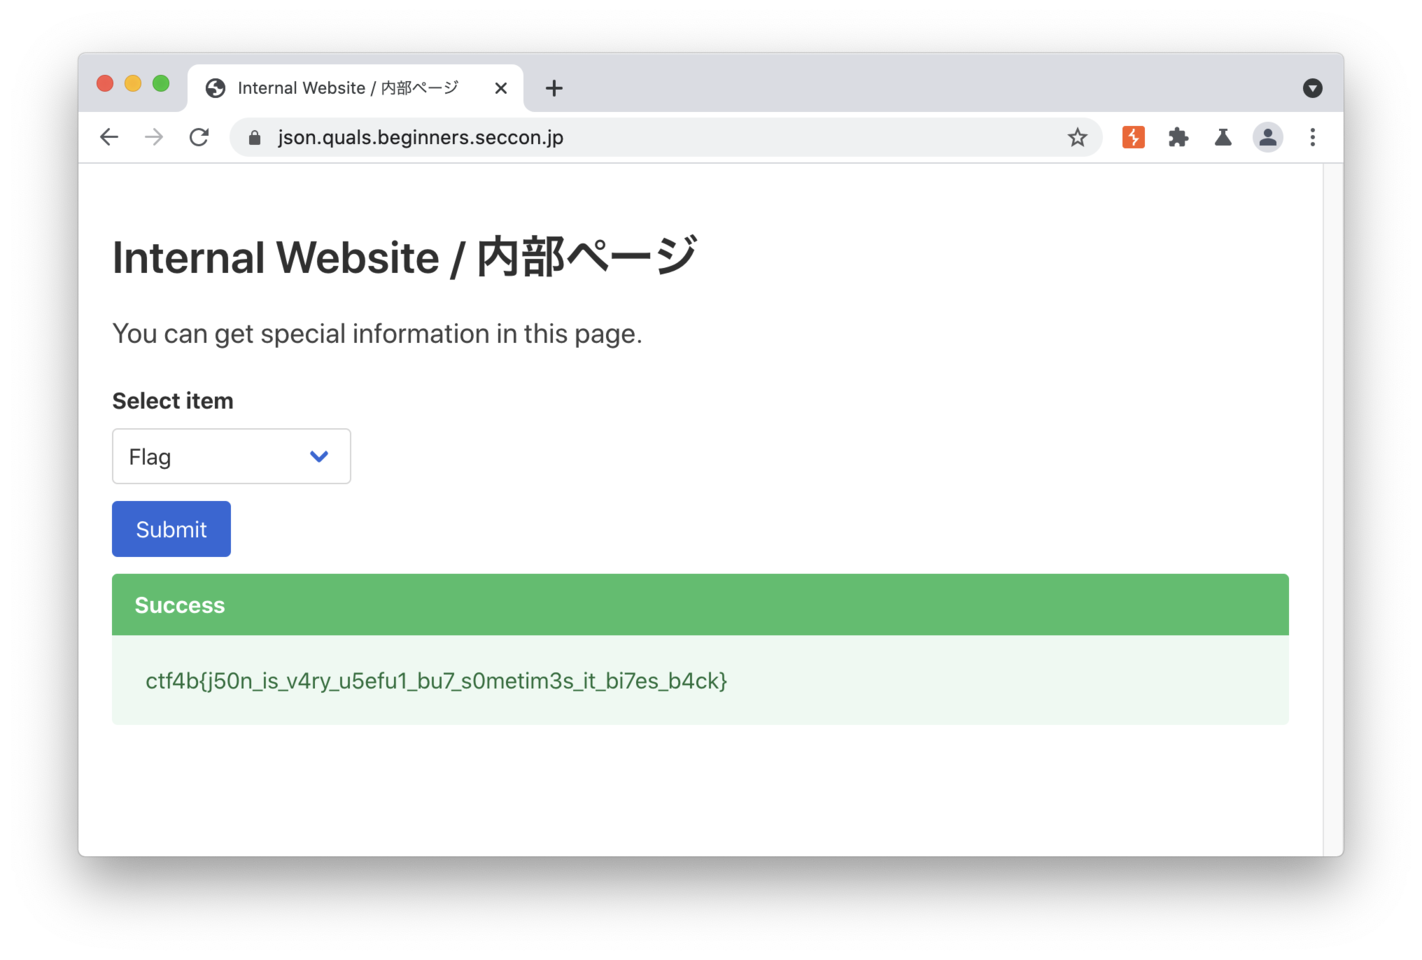 Internal Website / 内部ページ
json.quals.beginners.seccon.jp
Internal Website / 内部ページ
You can get special information in this page.
Select item
Flag
Submit
Success
ctf4b{j50n_is_v4ry_u5efu1_bu7_s0metim3s_it_bi7es_b4ck}